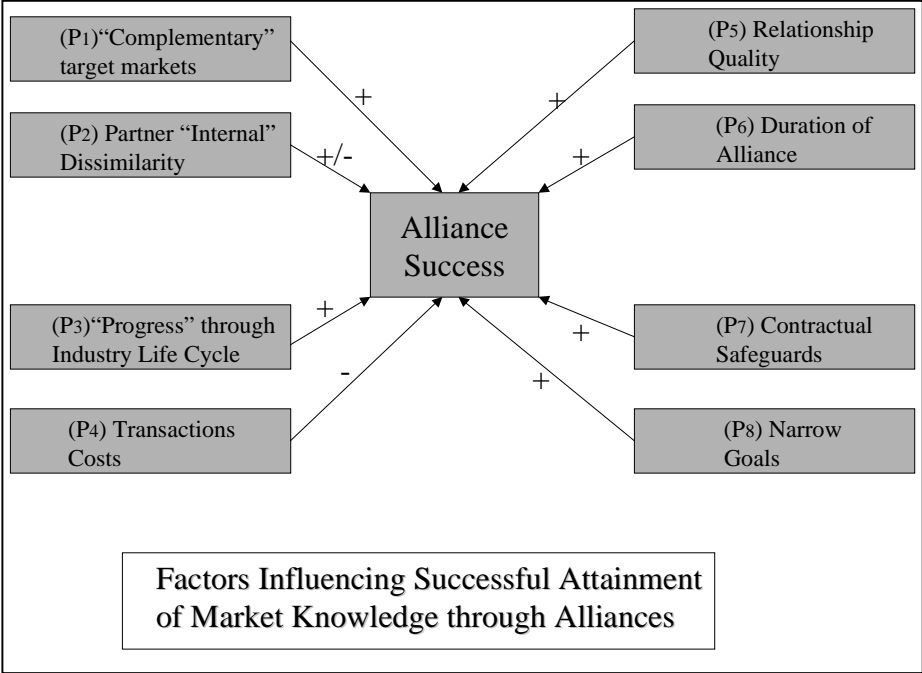 (P1)“Complementary”
target markets
+
(P2) Partner “Internal”
Dissimilarity
+/-
(P3)“Progress” through
Industry Life Cycle
+
(P4) Transactions
Costs
-
(P5) Relationship
Quality
+
(P6) Duration of
Alliance
+
Alliance
Success
(P7) Contractual
Safeguards
+
(P8) Narrow
Goals
+
Factors Influencing Successful Attainment
of Market Knowledge through Alliances